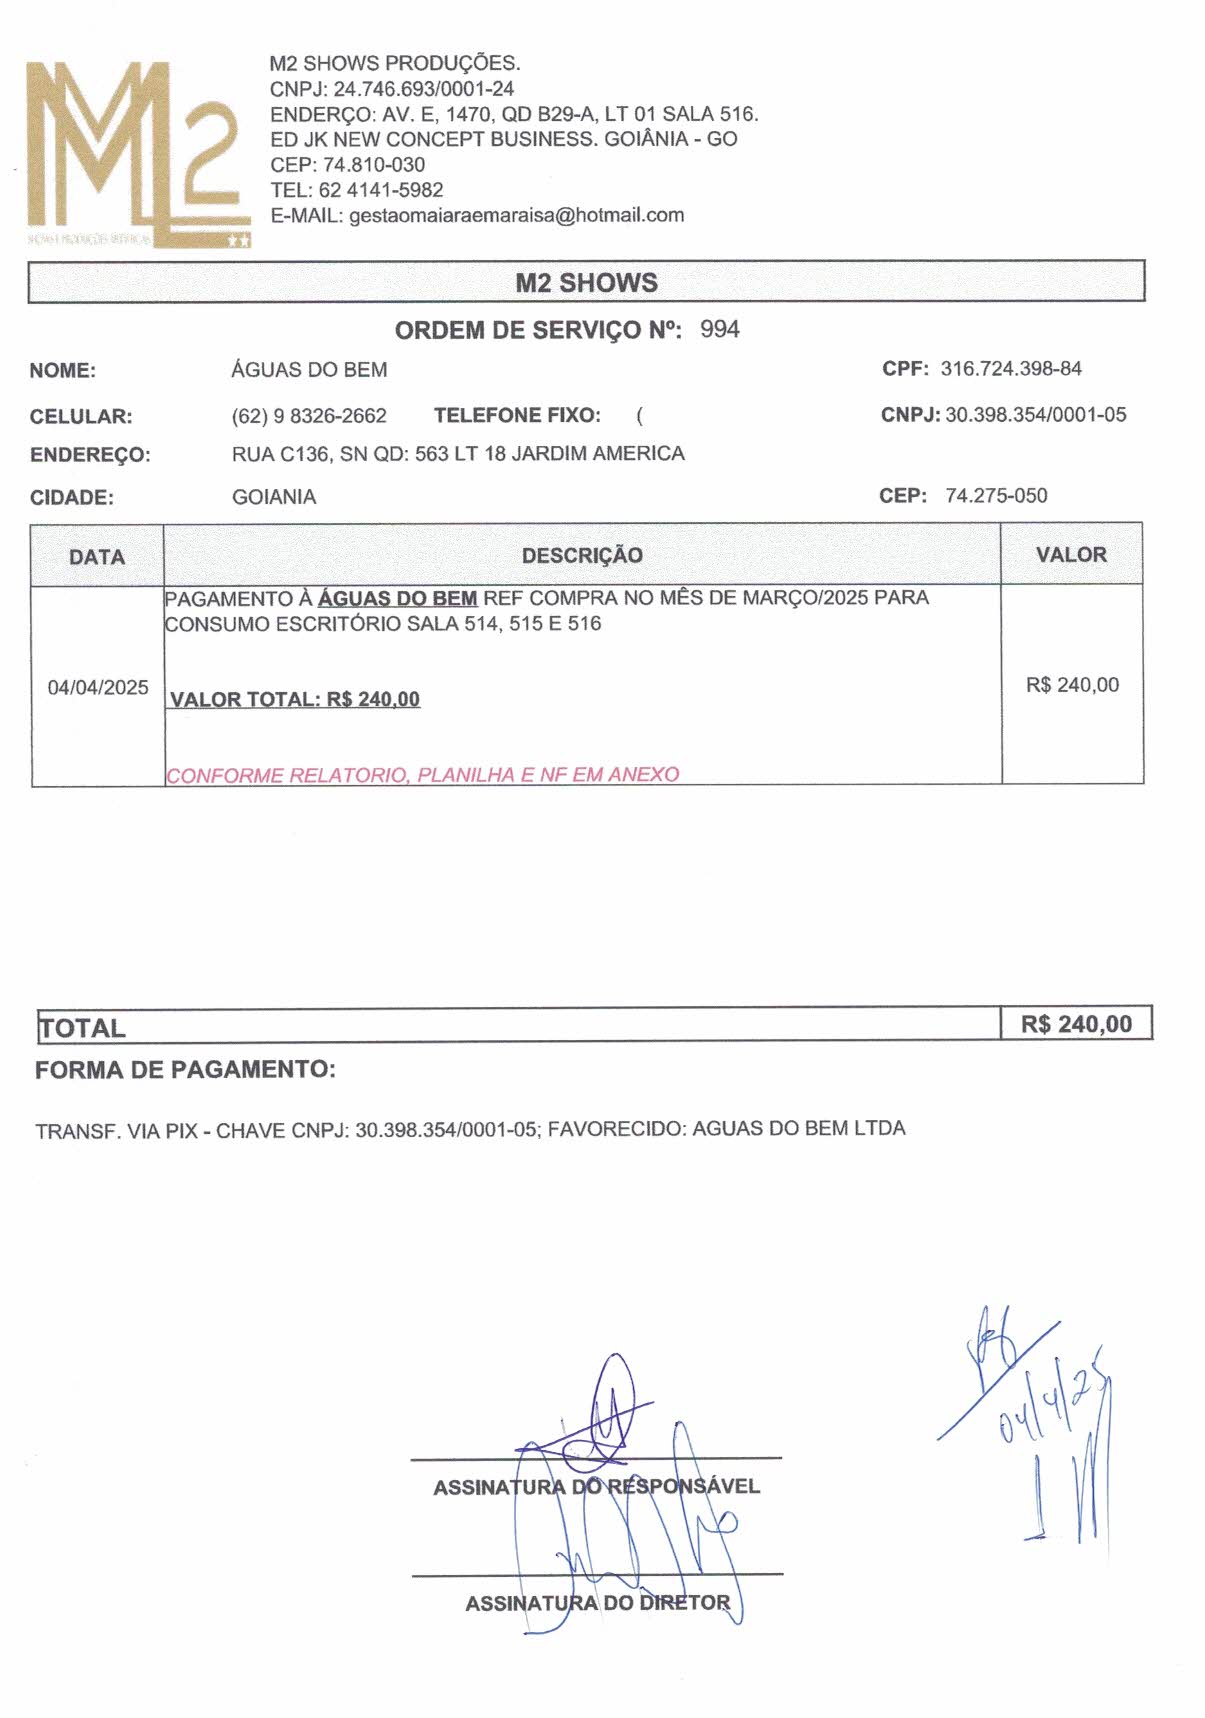 M2
M2 SHOWS PRODUÇÕES.
CNPJ: 24.746.693/0001-24
ENDERÇO: AV. E, 1470, QD B29-A, LT 01 SALA 516.
ED JK NEW CONCEPT BUSINESS. GOIÂNIA - GO
CEP: 74.810-030
TEL: 62 4141-5982
E-MAIL: gestaomaiaraemaraisa@hotmail.com
M2 SHOWS
ORDEM DE SERVIÇO Nº: 994
NOME: ÁGUAS DO BEM CPF: 316.724.398-84
CELULAR: (62) 9 8326-2662 TELEFONE FIXO: ( CNPJ: 30.398.354/0001-05
ENDEREÇO: RUA C136, SN QD: 563 LT 18 JARDIM AMERICA
CIDADE: GOIANIA CEP: 74.275-050
DATA DESCRIÇÃO VALOR
PAGAMENTO À ÁGUAS DO BEM REF COMPRA NO MÊS DE MARÇO/2025 PARA
CONSUMO ESCRITÓRIO SALA 514, 515 E 516
04/04/2025 VALOR TOTAL: R$ 240,00 R$ 240,00
CONFORME RELATORIO, PLANILHA E NF EM ANEXO
TOTAL R$ 240,00
FORMA DE PAGAMENTO:
TRANSF. VIA PIX - CHAVE CNPJ: 30.398.354/0001-05; FAVORECIDO: AGUAS DO BEM LTDA
04/4/25
ASSINATURA DO RESPONSÁVEL
ASSINATURA DO DIRETOR